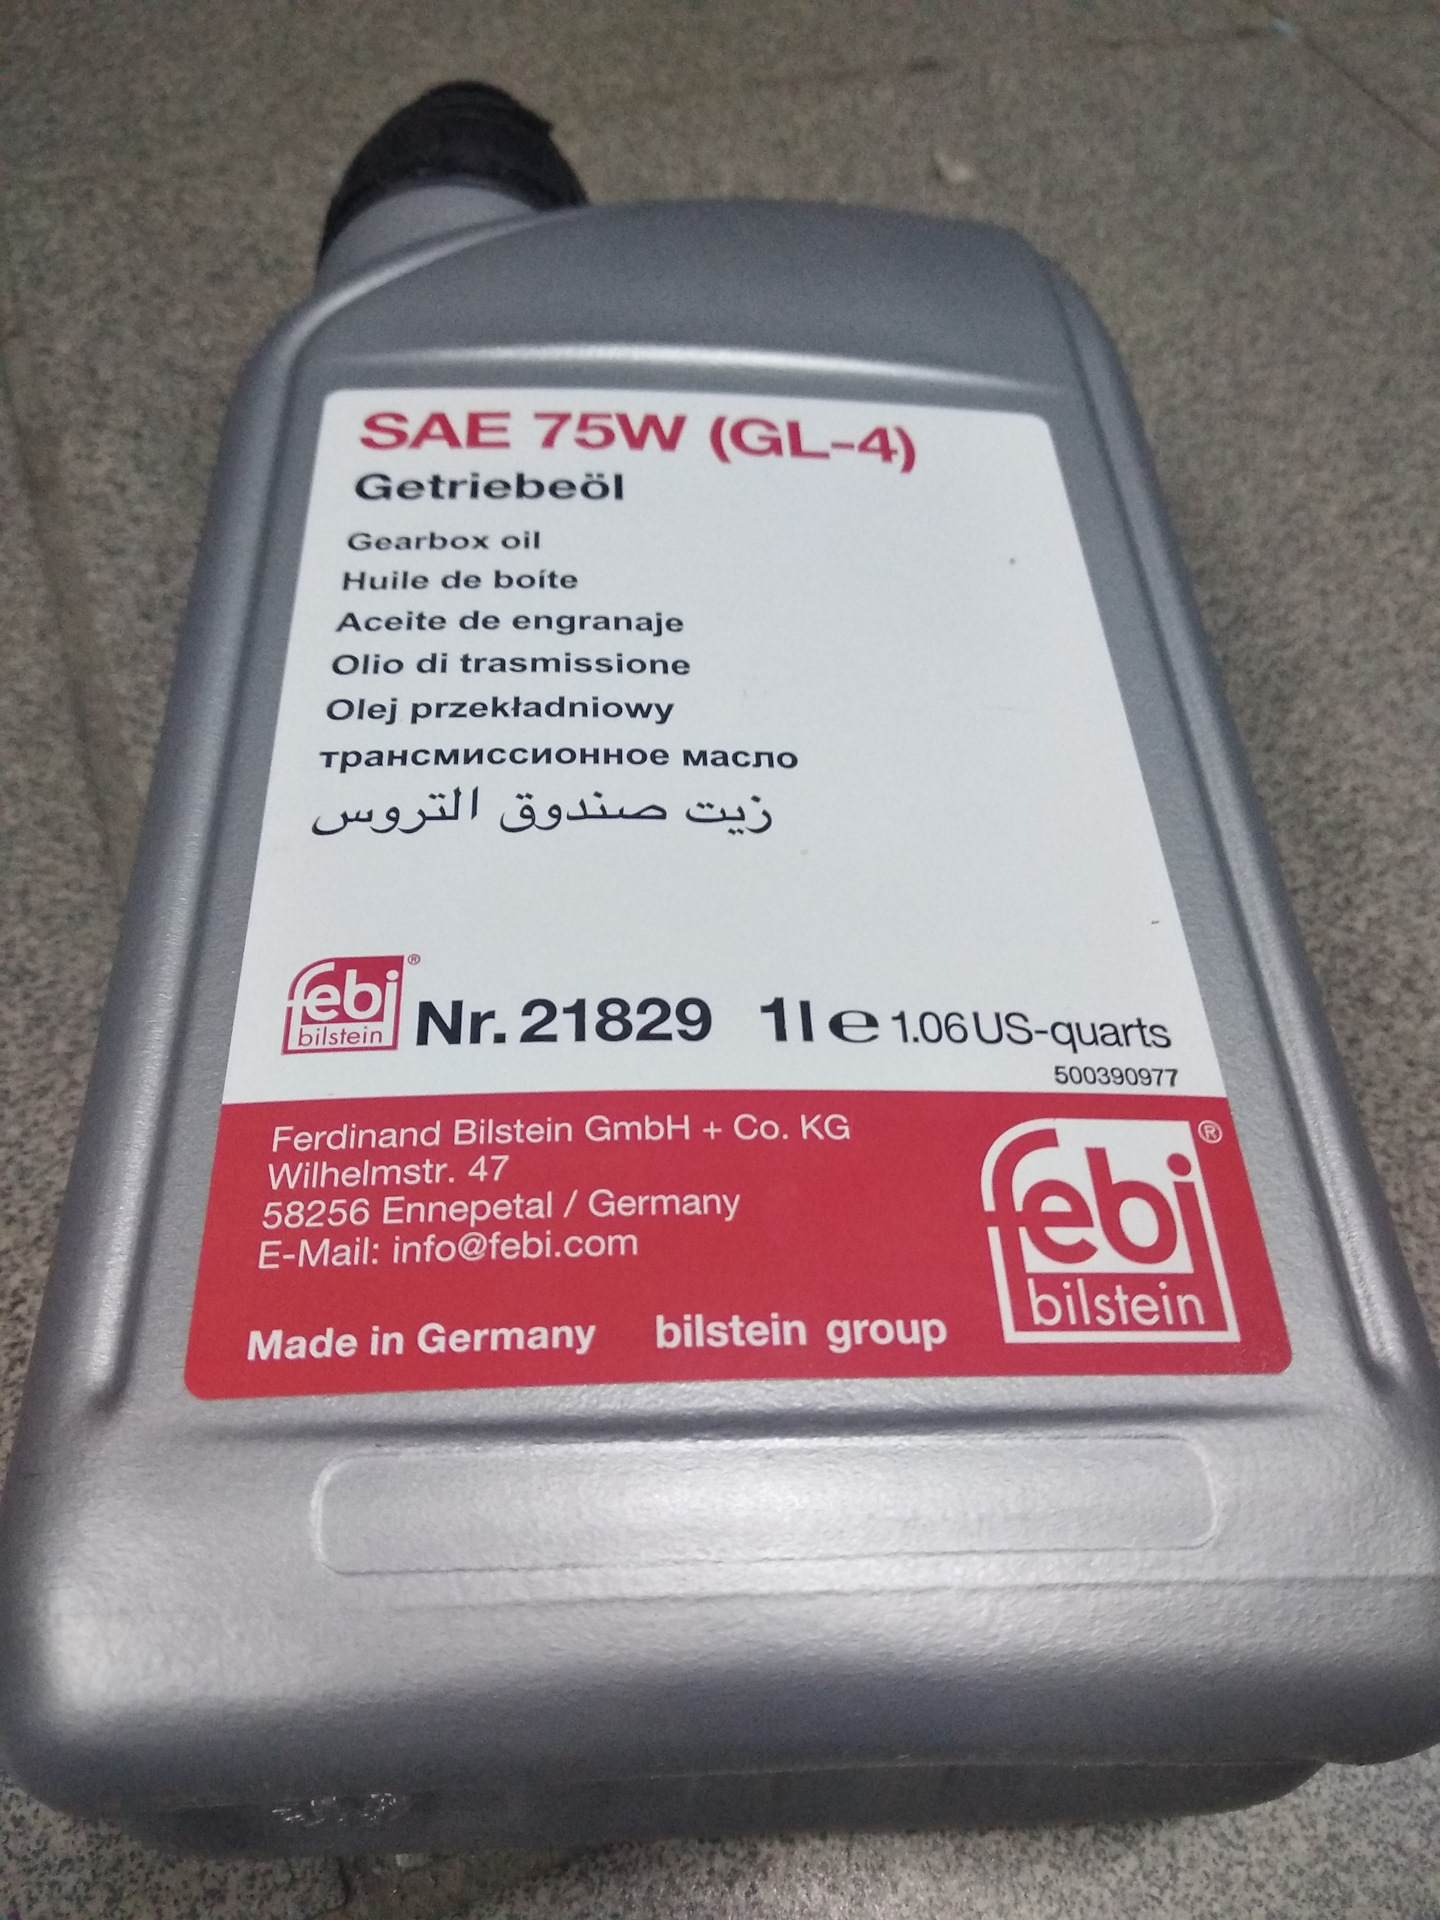 SAE 75W (GL-4)
Getriebeöl
Gearbox oil
Huile de boîte
Aceite de engranaje
Olio di trasmissione
Olej przekładniowy
трансмиссионное масло
زيت صندوق التروس
febi®
bilstein
Nr. 21829 1l ℮ 1.06 US-quarts
500390977
Ferdinand Bilstein GmbH + Co. KG
Wilhelmstr. 47
58256 Ennepetal / Germany
E-Mail: info@febi.com
Made in Germany bilstein group
febi®
bilstein